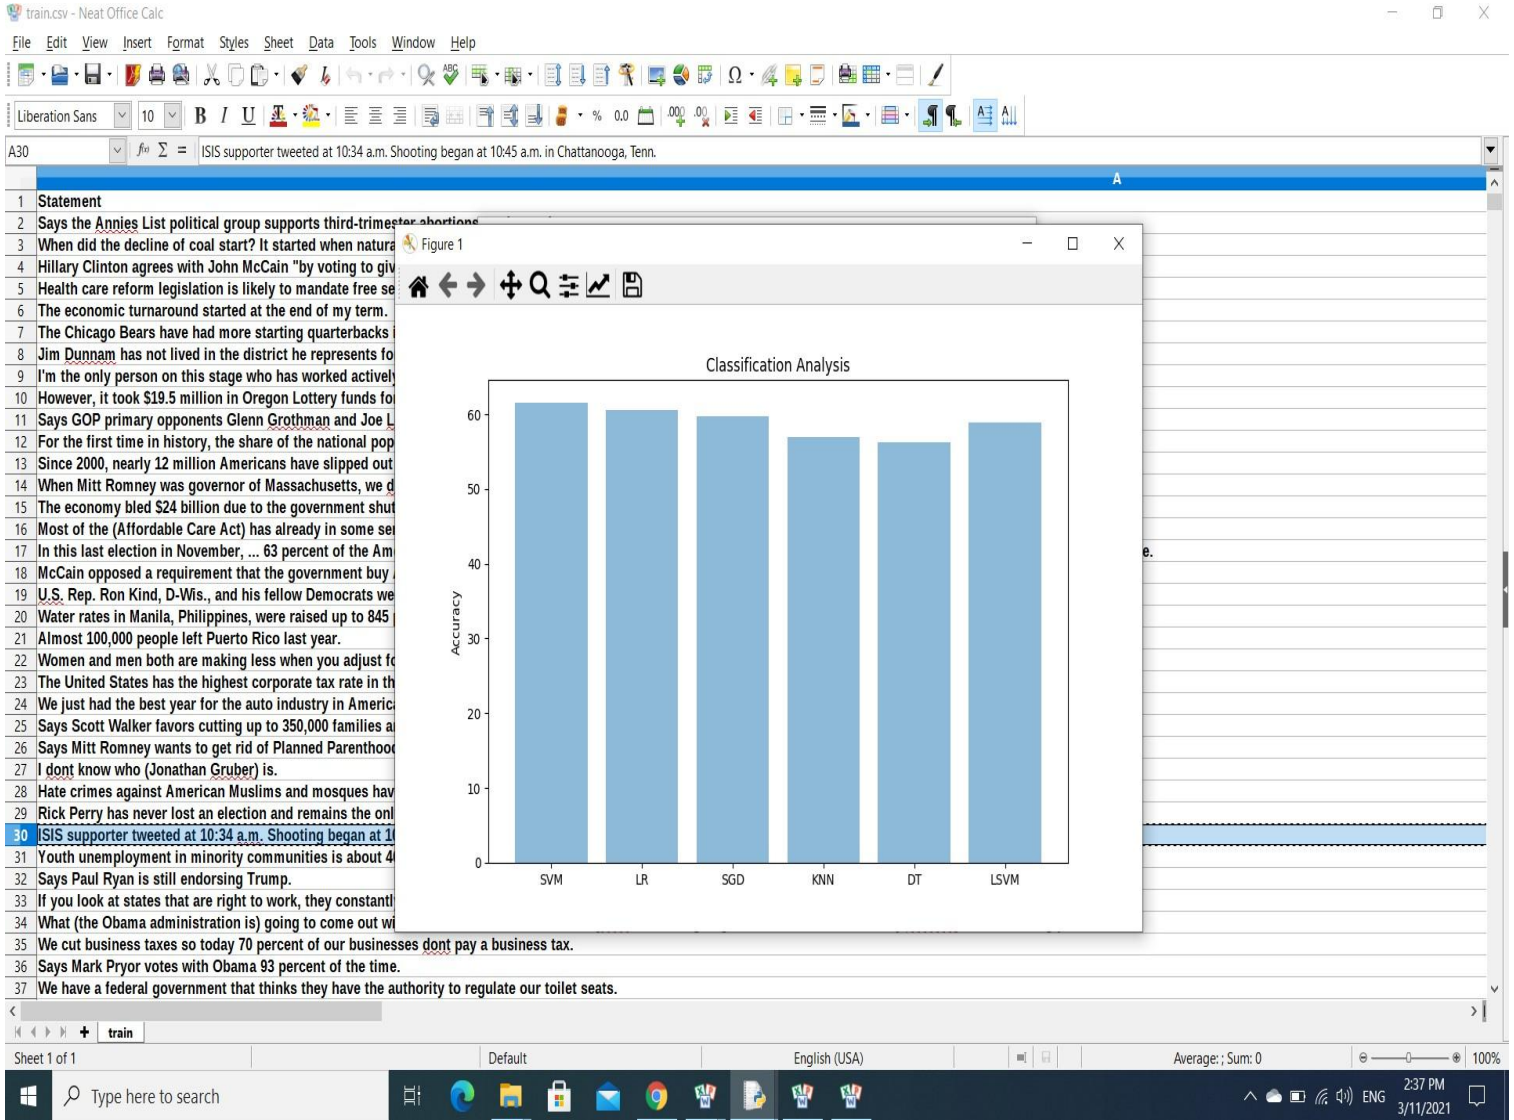 train.csv - Neat Office Calc
File Edit View Insert Format Styles Sheet Data Tools Window Help
Liberation Sans 10 B I U % 0.0
A30 ISIS supporter tweeted at 10:34 a.m. Shooting began at 10:45 a.m. in Chattanooga, Tenn.
A
1 Statement
2 Says the Annies List political group supports third-trimester abortions
3 When did the decline of coal start? It started when natura
4 Hillary Clinton agrees with John McCain "by voting to giv
5 Health care reform legislation is likely to mandate free se
6 The economic turnaround started at the end of my term.
7 The Chicago Bears have had more starting quarterbacks i
8 Jim Dunnam has not lived in the district he represents fo
9 I'm the only person on this stage who has worked actively
10 However, it took $19.5 million in Oregon Lottery funds fo
11 Says GOP primary opponents Glenn Grothman and Joe L
12 For the first time in history, the share of the national pop
13 Since 2000, nearly 12 million Americans have slipped out
14 When Mitt Romney was governor of Massachusetts, we d
15 The economy bled $24 billion due to the government shut
16 Most of the (Affordable Care Act) has already in some ser
17 In this last election in November, ... 63 percent of the Am e.
18 McCain opposed a requirement that the government buy
19 U.S. Rep. Ron Kind, D-Wis., and his fellow Democrats we
20 Water rates in Manila, Philippines, were raised up to 845
21 Almost 100,000 people left Puerto Rico last year.
22 Women and men both are making less when you adjust fo
23 The United States has the highest corporate tax rate in th
24 We just had the best year for the auto industry in America
25 Says Scott Walker favors cutting up to 350,000 families a
26 Says Mitt Romney wants to get rid of Planned Parenthood
27 I dont know who (Jonathan Gruber) is.
28 Hate crimes against American Muslims and mosques hav
29 Rick Perry has never lost an election and remains the onl
30 ISIS supporter tweeted at 10:34 a.m. Shooting began at 10
31 Youth unemployment in minority communities is about 40
32 Says Paul Ryan is still endorsing Trump.
33 If you look at states that are right to work, they constantl
34 What (the Obama administration is) going to come out wi
35 We cut business taxes so today 70 percent of our businesses dont pay a business tax.
36 Says Mark Pryor votes with Obama 93 percent of the time.
37 We have a federal government that thinks they have the authority to regulate our toilet seats.
Figure 1
Classification Analysis
60
50
40
30
20
10
0
Accuracy
SVM LR SGD KNN DT LSVM
train
Sheet 1 of 1 Default English (USA) Average: ; Sum: 0 100%
Type here to search
ENG
2:37 PM
3/11/2021